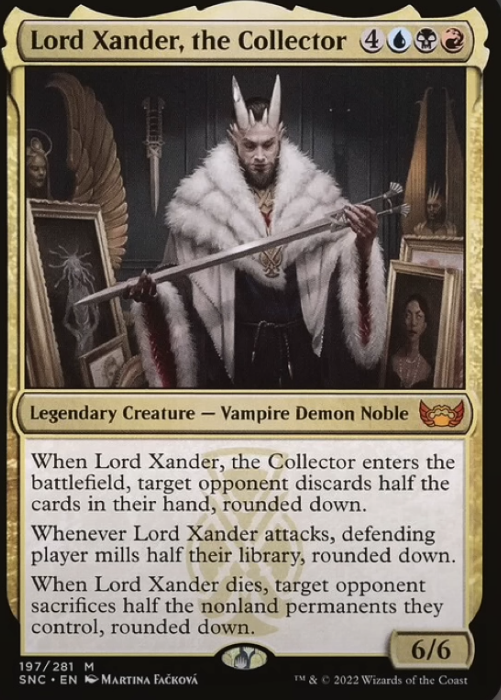 Lord Xander, the Collector 4
Legendary Creature — Vampire Demon Noble
When Lord Xander, the Collector enters the
battlefield, target opponent discards half the
cards in their hand, rounded down.
Whenever Lord Xander attacks, defending
player mills half their library, rounded down.
When Lord Xander dies, target opponent
sacrifices half the nonland permanents they
control, rounded down.
6/6
197/281 M
SNC • EN Martina Fačková
™ & © 2022 Wizards of the Coast